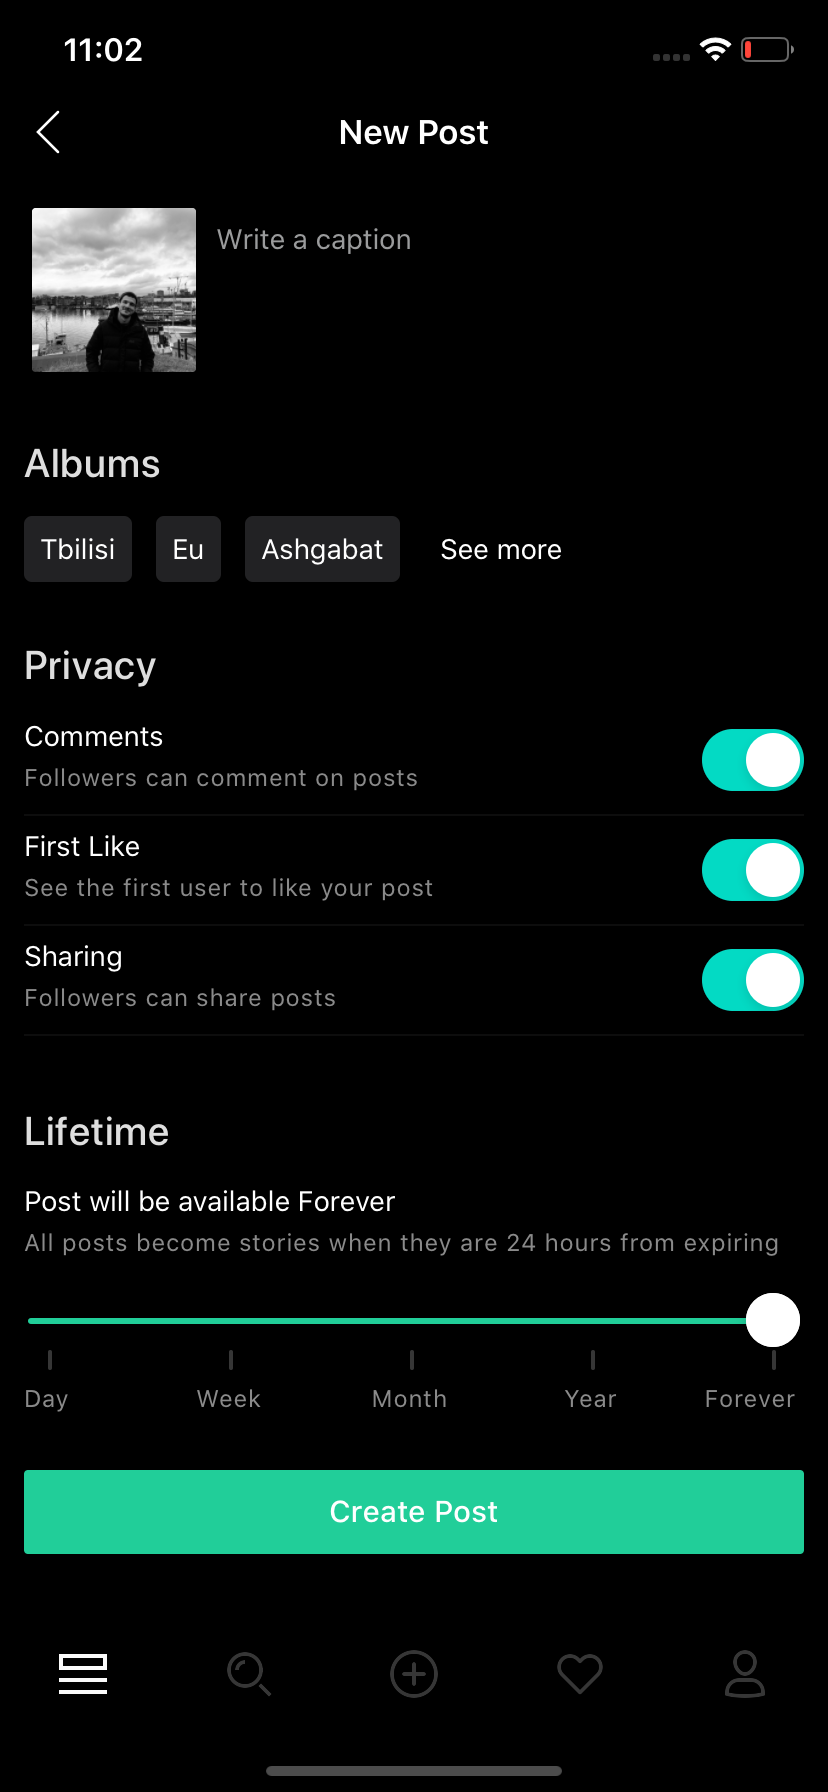 11:02
New Post
Write a caption
Albums
Tbilisi Eu Ashgabat See more
Privacy
Comments
Followers can comment on posts
First Like
See the first user to like your post
Sharing
Followers can share posts
Lifetime
Post will be available Forever
All posts become stories when they are 24 hours from expiring
Day Week Month Year Forever
Create Post